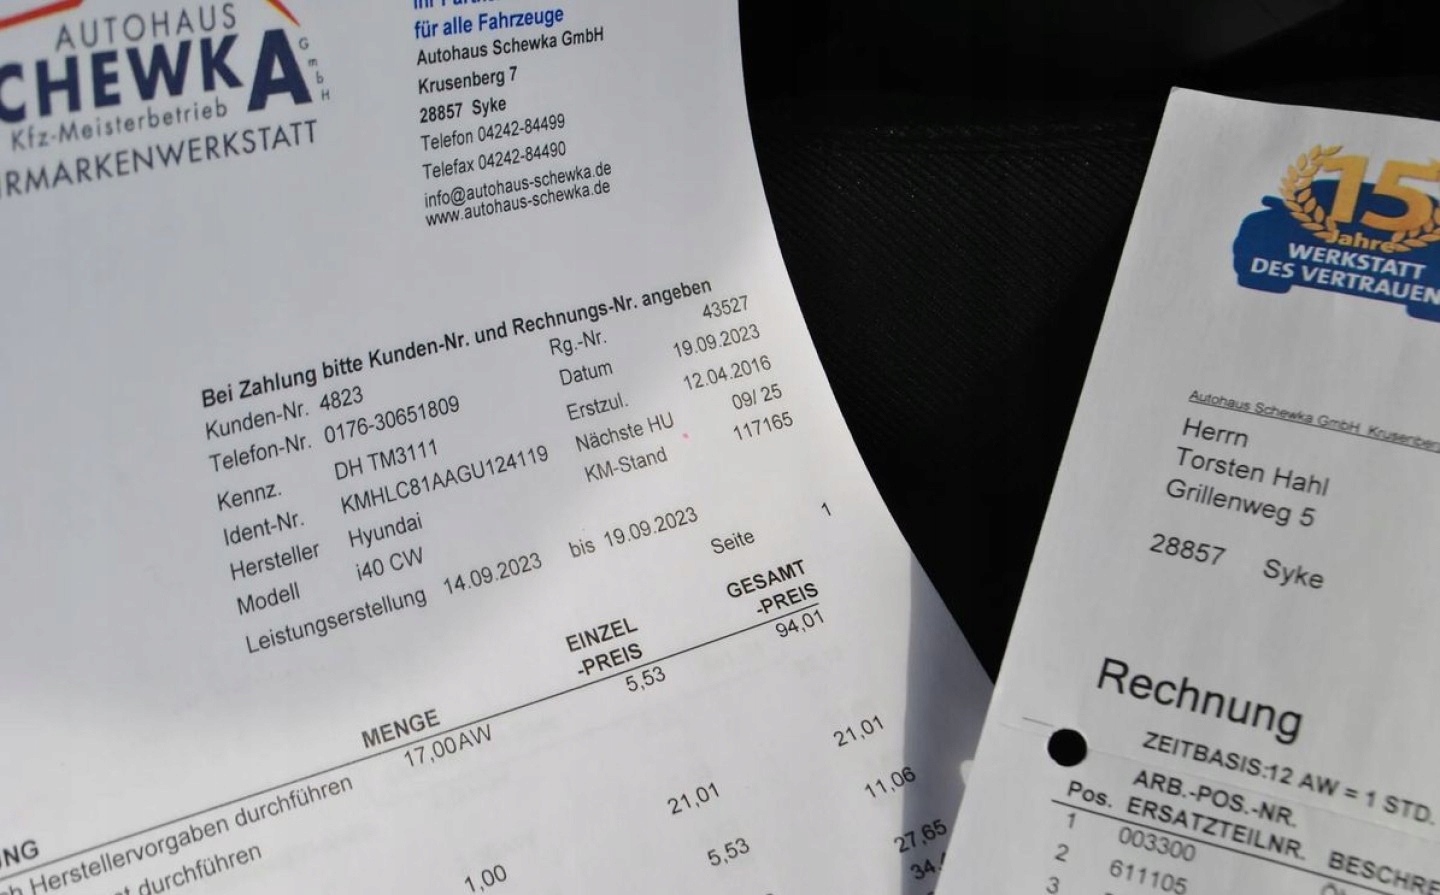 AUTOHAUS
CHEWKA
GmbH
Kfz-Meisterbetrieb
RMARKENWERKSTATT
für alle Fahrzeuge
Autohaus Schewka GmbH
Krusenberg 7
28857 Syke
Telefon 04242-84499
Telefax 04242-84490
info@autohaus-schewka.de
www.autohaus-schewka.de
Bei Zahlung bitte Kunden-Nr. und Rechnungs-Nr. angeben
Kunden-Nr. 4823 Rg.-Nr. 43527
Telefon-Nr. 0176-30651809 Datum 19.09.2023
Kennz. DH TM3111 Erstzul. 12.04.2016
Ident-Nr. KMHLC81AAGU124119 Nächste HU 09/ 25
Hersteller Hyundai KM-Stand 117165
Modell i40 CW
Leistungserstellung 14.09.2023 bis 19.09.2023 Seite 1
NG MENGE EINZEL-PREIS GESAMT-PREIS
h Herstellervorgaben durchführen 17,00AW 5,53 94,01
t durchführen 1,00 21,01 21,01
5,53 11,06
27,65
34,
15
Jahre
WERKSTATT
DES VERTRAUEN
Autohaus Schewka GmbH, Krusenberg
Herrn
Torsten Hahl
Grillenweg 5
28857 Syke
Rechnung
ZEITBASIS:12 AW = 1 STD.
ARB.-POS.-NR.
Pos. ERSATZTEILNR. BESCHRE
1 003300
2 611105
3